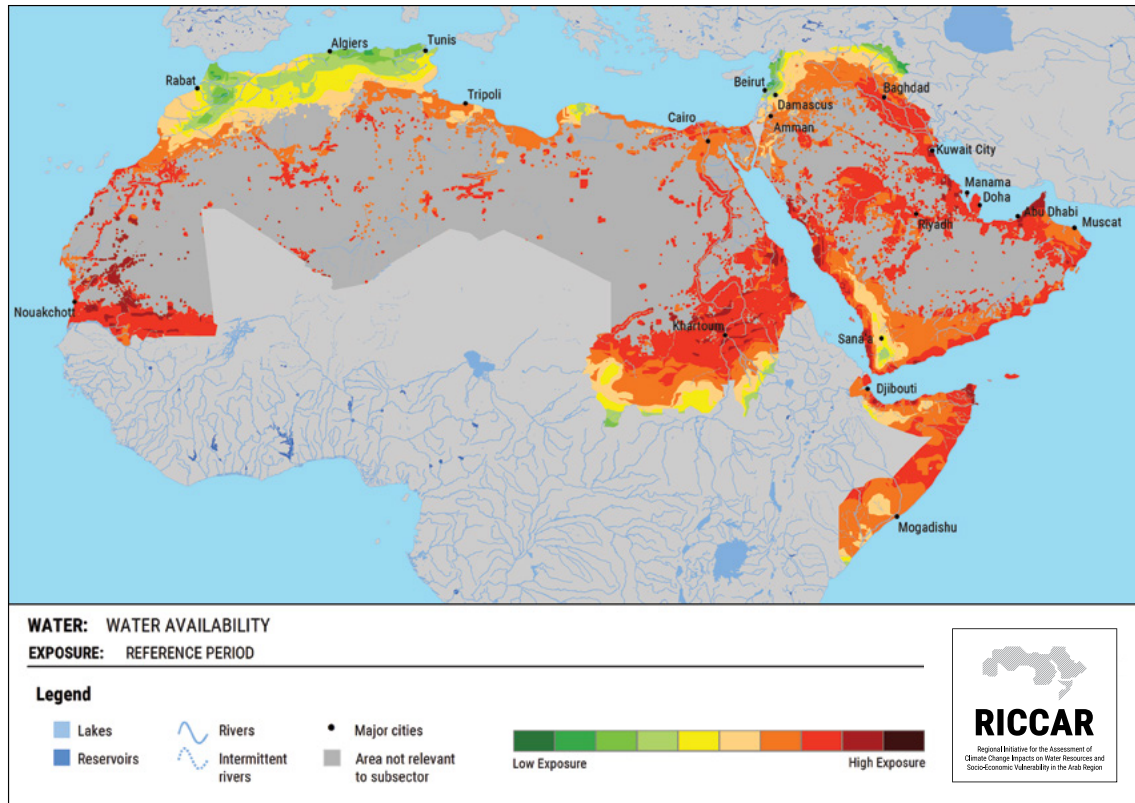 Algiers
Tunis
Rabat
Tripoli
Beirut
Damascus
Amman
Baghdad
Cairo
Kuwait City
Manama
Doha
Abu Dhabi
Muscat
Riyadh
Nouakchott
Khartoum
Sana'a
Djibouti
Mogadishu
WATER: WATER AVAILABILITY
EXPOSURE: REFERENCE PERIOD
Legend
Lakes
Reservoirs
Rivers
Intermittent
rivers
Major cities
Area not relevant
to subsector
Low Exposure
High Exposure
RICCAR
Regional Initiative for the Assessment of
Climate Change Impacts on Water Resources and
Socio-Economic Vulnerability in the Arab Region